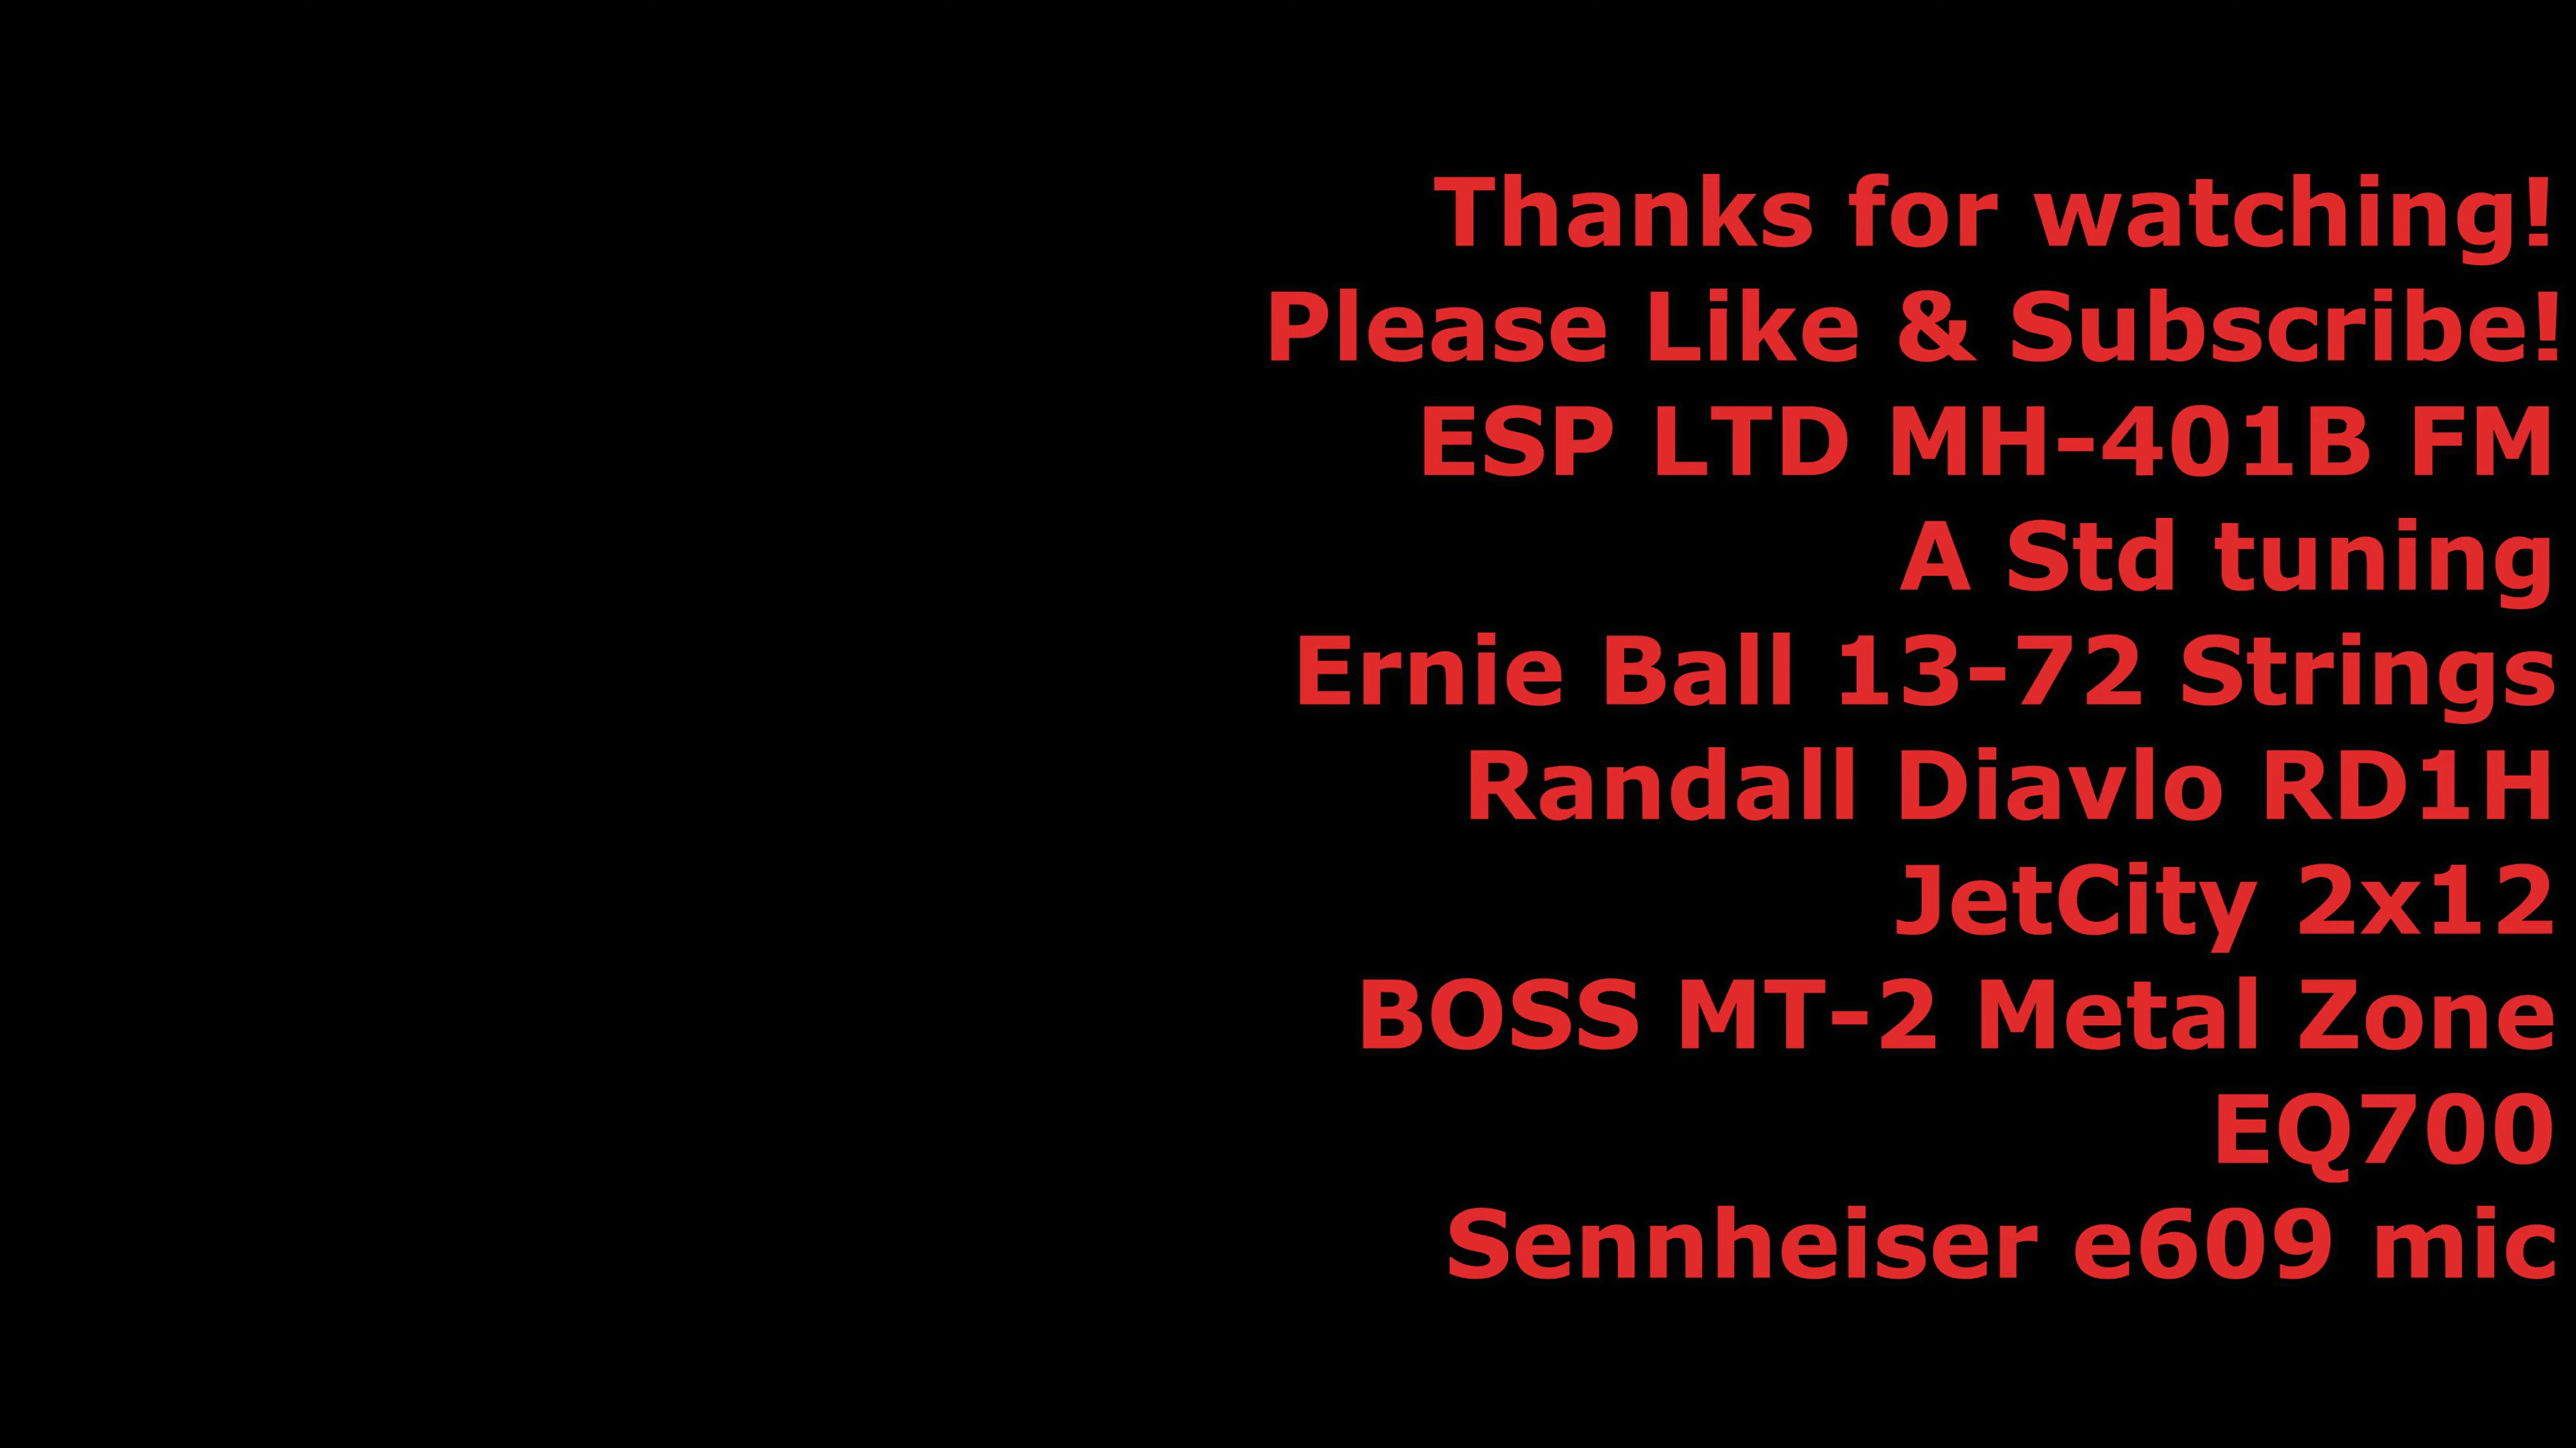 Thanks for watching!
Please Like & Subscribe!
ESP LTD MH-401B FM
A Std tuning
Ernie Ball 13-72 Strings
Randall Diavlo RD1H
JetCity 2x12
BOSS MT-2 Metal Zone
EQ700
Sennheiser e609 mic